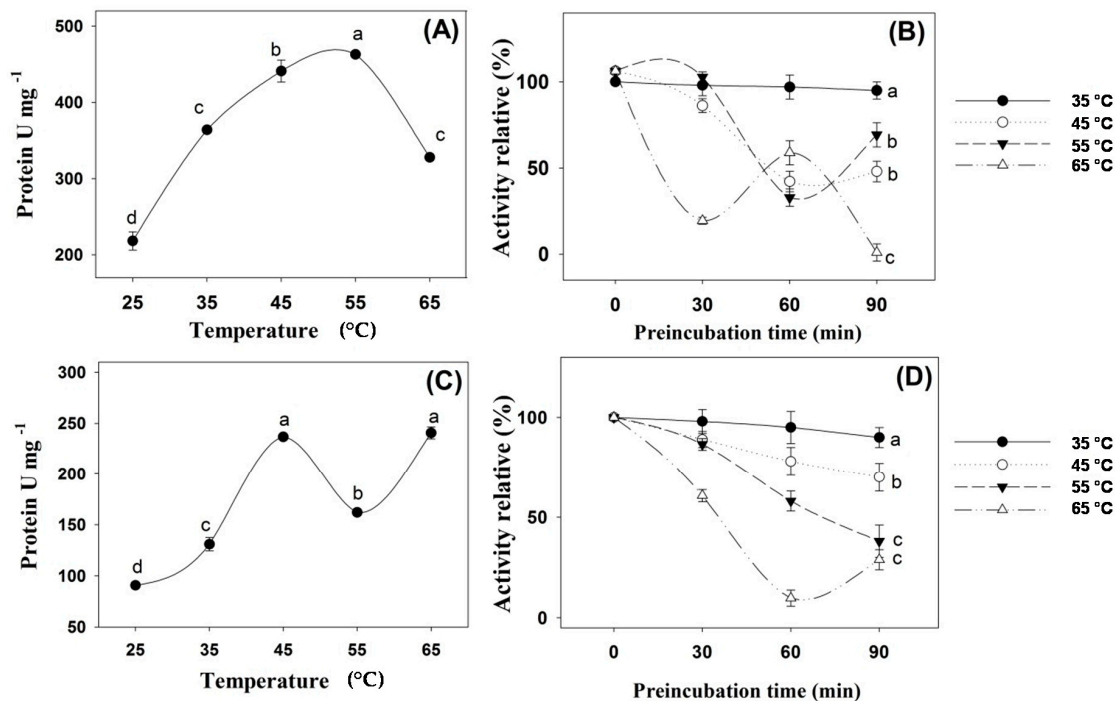 (A)
500
400
300
200
Protein U mg -1
d
c
b
a
c
25 35 45 55 65
Temperature (°C)
(B)
100
50
0
Activity relative (%)
a
b
b
c
0 30 60 90
Preincubation time (min)
35 °C
45 °C
55 °C
65 °C
(C)
300
250
200
150
100
50
Protein U mg -1
d
c
a
b
a
25 35 45 55 65
Temperature (°C)
(D)
100
50
0
Activity relative (%)
a
b
c
c
0 30 60 90
Preincubation time (min)
35 °C
45 °C
55 °C
65 °C